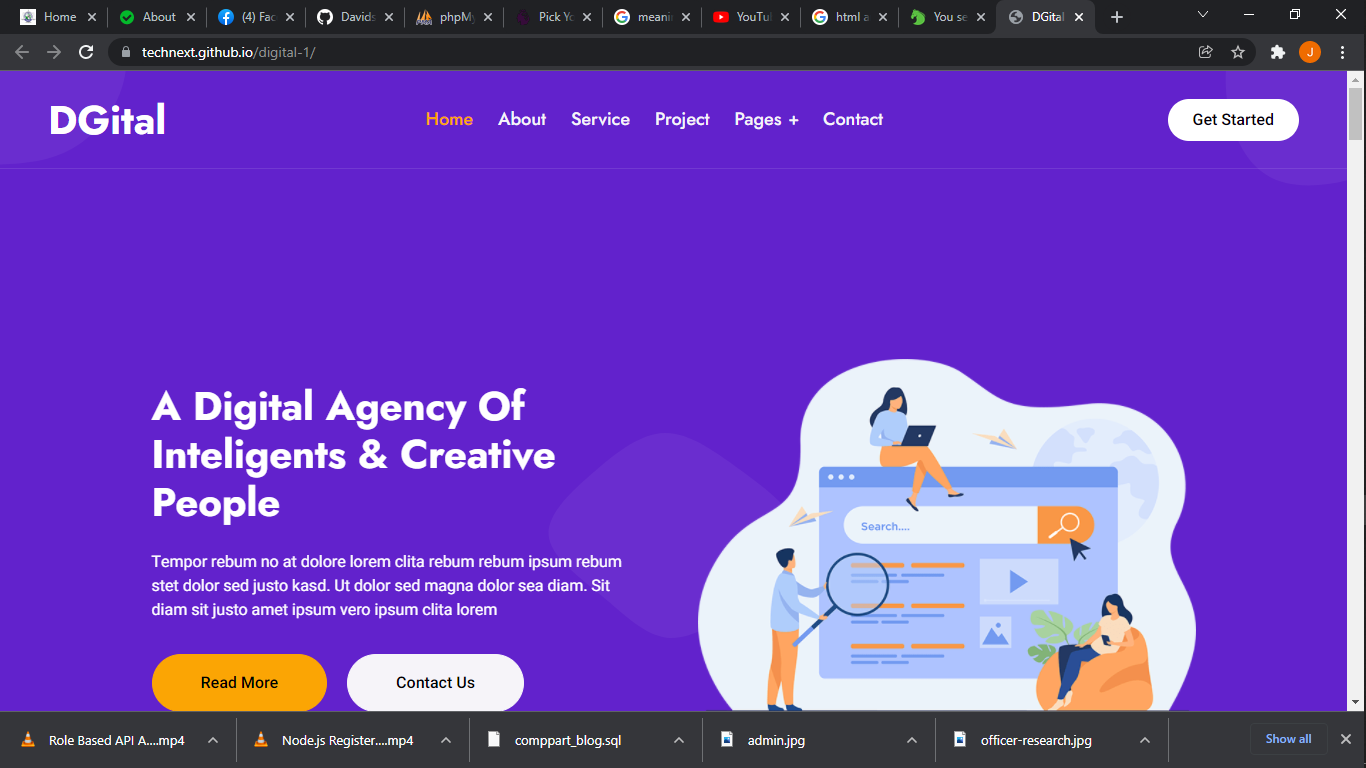 Home
About
(4) Fac
Davids
phpMy
Pick Yo
meani
YouTu
html a
You se
DGital
technext.github.io/digital-1/
J
DGital
Home About Service Project Pages + Contact
Get Started
A Digital Agency Of
Inteligents & Creative
People
Tempor rebum no at dolore lorem clita rebum rebum ipsum rebum
stet dolor sed justo kasd. Ut dolor sed magna dolor sea diam. Sit
diam sit justo amet ipsum vero ipsum clita lorem
Read More
Contact Us
Search....
Role Based API A....mp4
Node.js Register....mp4
comppart_blog.sql
admin.jpg
officer-research.jpg
Show all